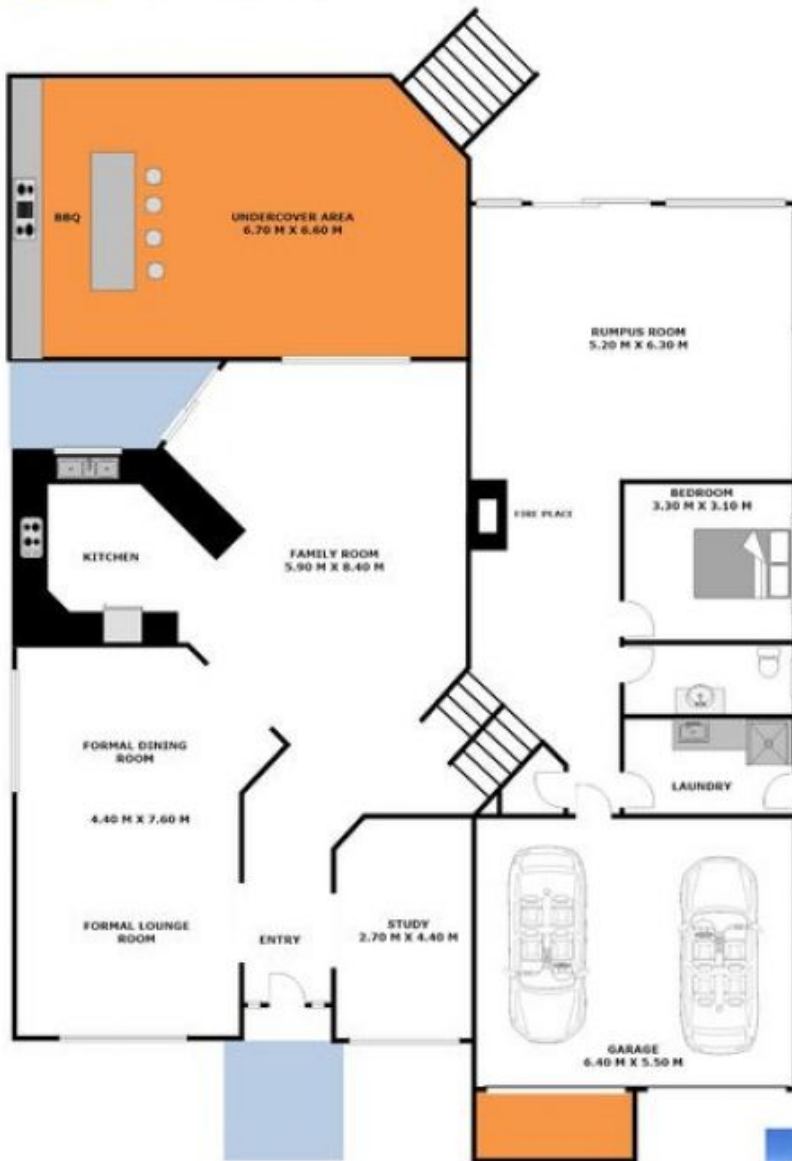 BBQ
UNDERCOVER AREA
6.70 M X 6.60 M
RUMPUS ROOM
5.20 M X 6.30 M
BEDROOM
3.30 M X 3.10 M
FIRE PLACE
KITCHEN
FAMILY ROOM
5.90 M X 8.40 M
FORMAL DINING
ROOM
4.40 M X 7.60 M
FORMAL LOUNGE
ROOM
LAUNDRY
ENTRY
STUDY
2.70 M X 4.40 M
GARAGE
6.40 M X 5.50 M